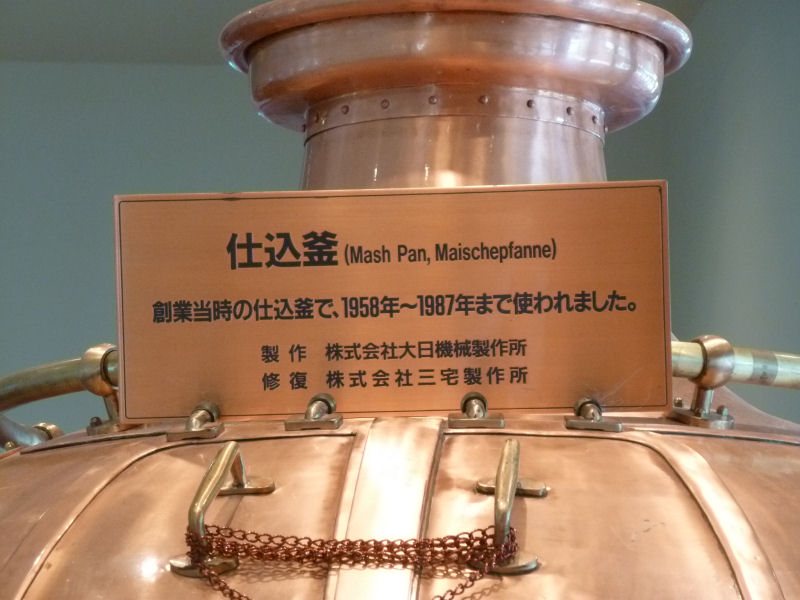 仕込釜 (Mash Pan, Maischepfanne)
創業当時の仕込釜で、1958年〜1987年まで使われました。
製作 株式会社大日機械製作所
修復 株式会社三宅製作所